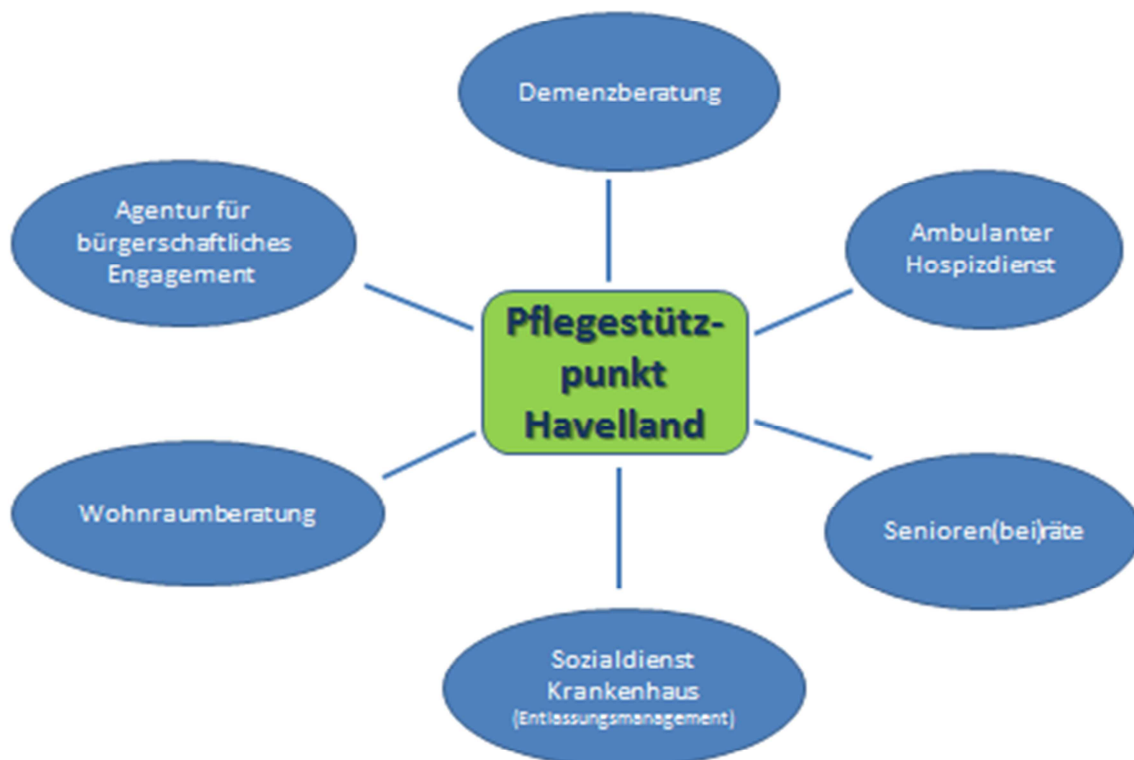 Demenzberatung
Agentur für
bürgerschaftliches
Engagement
Ambulanter
Hospizdienst
Pflegestütz-
punkt
Havelland
Wohnraumberatung
Senioren(bei)räte
Sozialdienst
Krankenhaus
(Entlassungsmanagement)